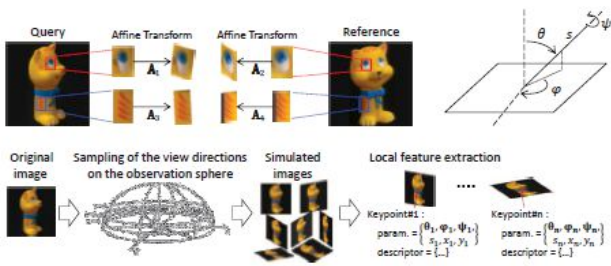 Query
Affine Transform
Affine Transform
Reference
A₁
A₂
A₃
A₄
θ
s
ψ
φ
Original image
Sampling of the view directions on the observation sphere
Simulated images
Local feature extraction
....
Keypoint#1 :
param. = {θ₁, φ₁, ψ₁,
s₁, x₁, y₁}
descriptor = {...}
Keypoint#n :
param. = {θₙ, φₙ, ψₙ,
sₙ, xₙ, yₙ}
descriptor = {...}